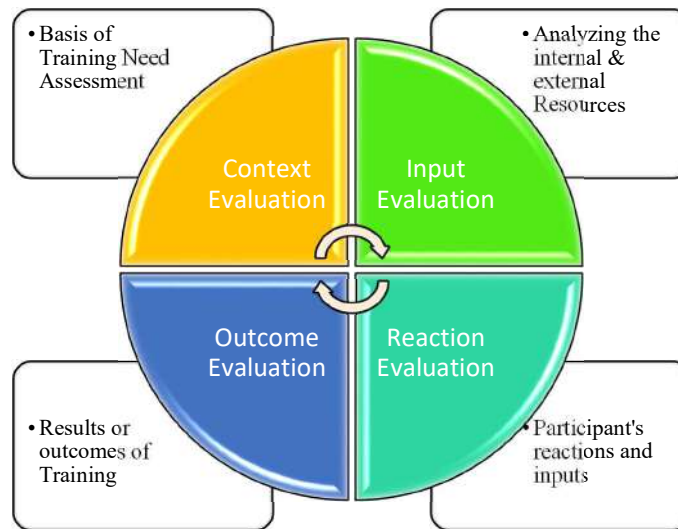 •Basis of
Training Need
Assessment
•Analyzing the
internal &
external
Resources
Context
Evaluation
Input
Evaluation
Outcome
Evaluation
Reaction
Evaluation
•Results or
outcomes of
Training
•Participant's
reactions and
inputs